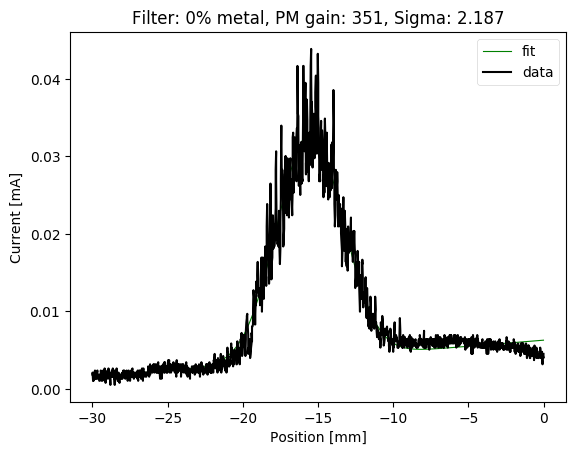 Filter: 0% metal, PM gain: 351, Sigma: 2.187
fit
data
Current [mA]
0.04
0.03
0.02
0.01
0.00
−30
−25
−20
−15
−10
−5
0
Position [mm]